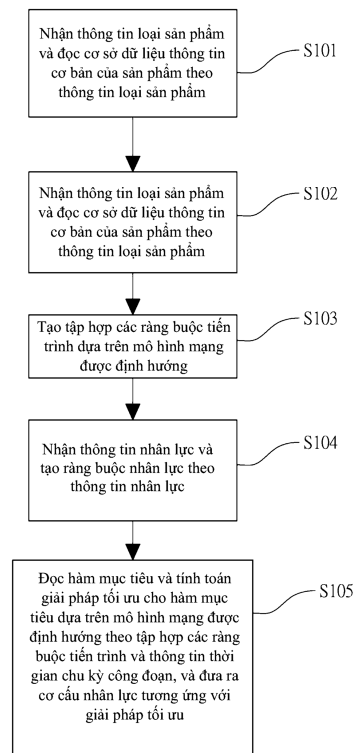 Nhận thông tin loại sản phẩm
và đọc cơ sở dữ liệu thông tin
cơ bản của sản phẩm theo
thông tin loại sản phẩm
S101
Nhận thông tin loại sản phẩm
và đọc cơ sở dữ liệu thông tin
cơ bản của sản phẩm theo
thông tin loại sản phẩm
S102
Tạo tập hợp các ràng buộc tiến
trình dựa trên mô hình mạng
được định hướng
S103
Nhận thông tin nhân lực và
tạo ràng buộc nhân lực theo
thông tin nhân lực
S104
Đọc hàm mục tiêu và tính toán
giải pháp tối ưu cho hàm mục
tiêu dựa trên mô hình mạng được
định hướng theo tập hợp các ràng
buộc tiến trình và thông tin thời
gian chu kỳ công đoạn, và đưa ra
cơ cấu nhân lực tương ứng với
giải pháp tối ưu
S105